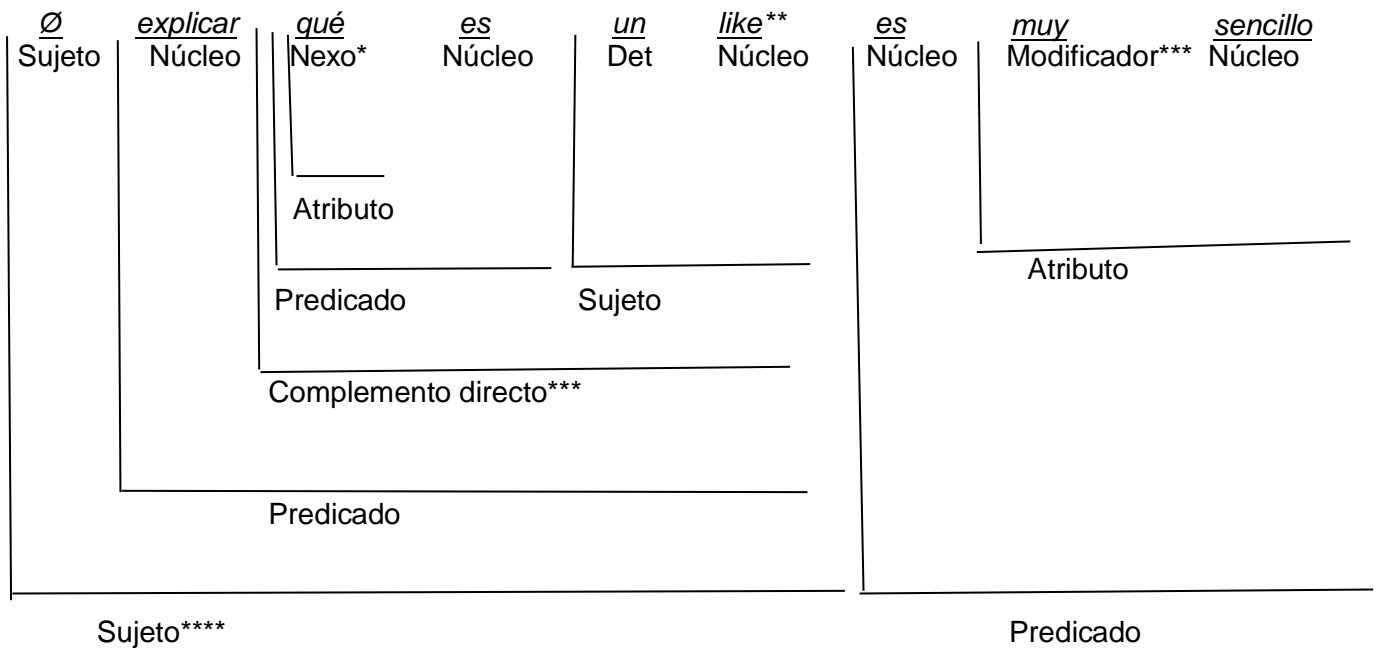 Ø explicar qué es un like** es muy sencillo
Sujeto Núcleo Nexo* Núcleo Det Núcleo Núcleo Modificador*** Núcleo
Atributo
Atributo
Predicado Sujeto
Complemento directo***
Predicado
Sujeto**** Predicado